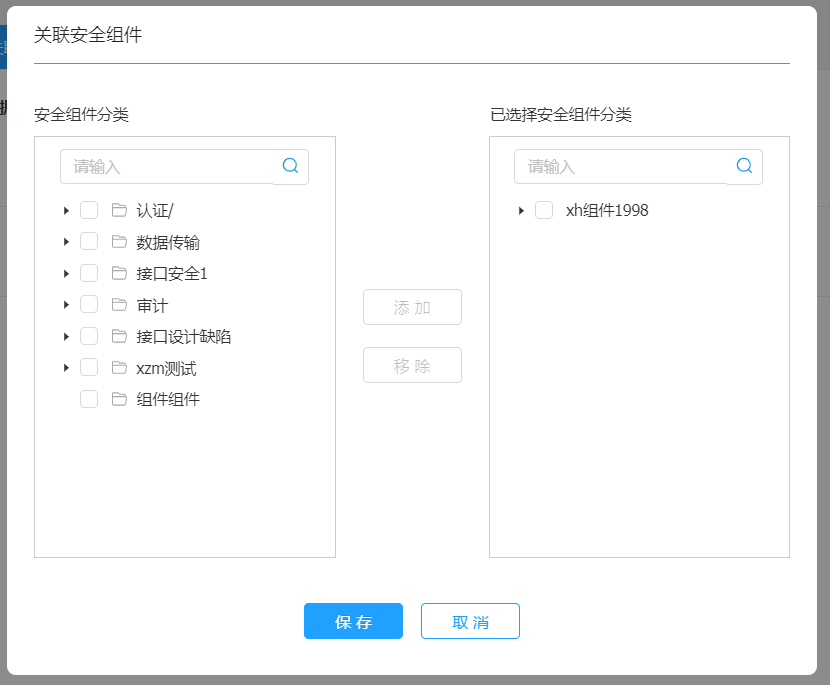 关联安全组件
安全组件分类
请输入
认证/
数据传输
接口安全1
审计
接口设计缺陷
xzm测试
组件组件
添 加
移 除
已选择安全组件分类
请输入
xh组件1998
保 存
取 消